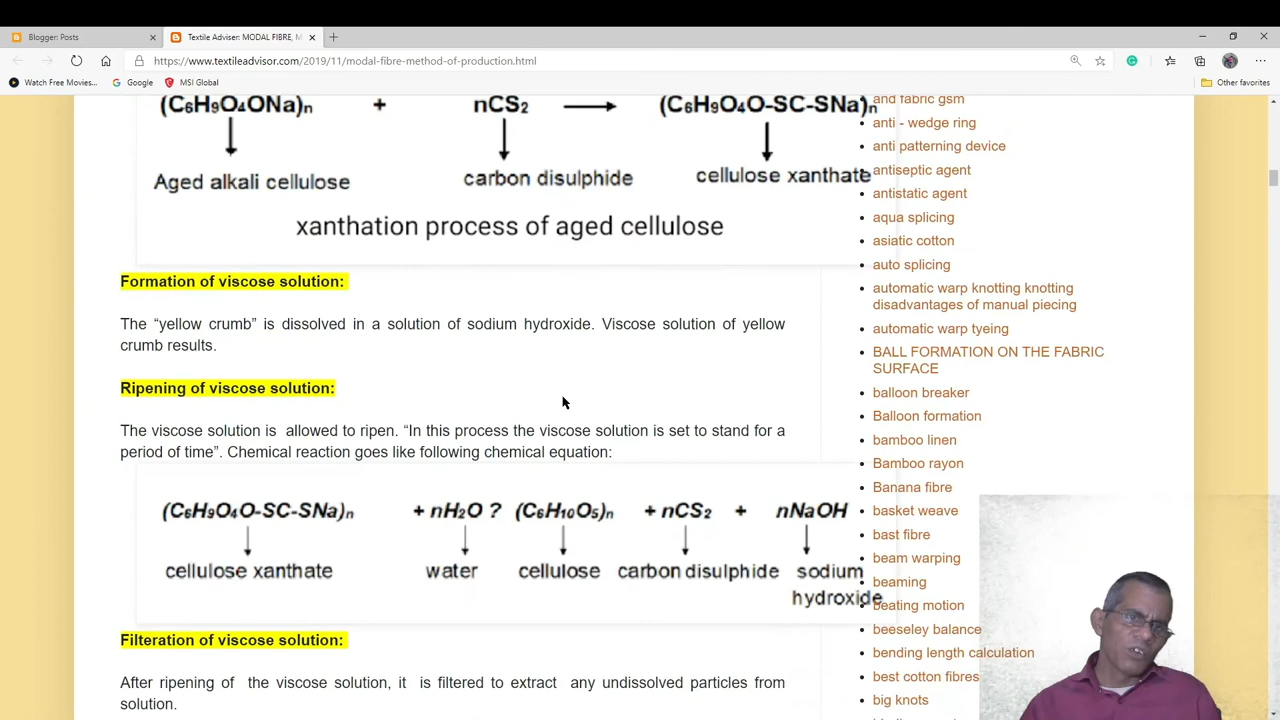 Blogger: Posts
Textile Adviser: MODAL FIBRE, M
https://www.textileadvisor.com/2019/11/modal-fibre-method-of-production.html
Watch Free Movies...
Google
MSI Global
Other favorites
(C6H9O4ONa)n + nCS2 ⟶ (C6H9O4O-SC-SNa)n
Aged alkali cellulose carbon disulphide cellulose xanthate
xanthation process of aged cellulose
Formation of viscose solution:
The “yellow crumb” is dissolved in a solution of sodium hydroxide. Viscose solution of yellow
crumb results.
Ripening of viscose solution:
The viscose solution is allowed to ripen. “In this process the viscose solution is set to stand for a
period of time”. Chemical reaction goes like following chemical equation:
(C6H9O4O-SC-SNa)n + nH2O ? (C6H10O5)n + nCS2 + nNaOH
cellulose xanthate water cellulose carbon disulphide sodium
hydroxide
Filteration of viscose solution:
After ripening of the viscose solution, it is filtered to extract any undissolved particles from
solution.
and fabric gsm
anti - wedge ring
anti patterning device
antiseptic agent
antistatic agent
aqua splicing
asiatic cotton
auto splicing
automatic warp knotting knotting
disadvantages of manual piecing
automatic warp tyeing
BALL FORMATION ON THE FABRIC
SURFACE
balloon breaker
Balloon formation
bamboo linen
Bamboo rayon
Banana fibre
basket weave
bast fibre
beam warping
beaming
beating motion
beeseley balance
bending length calculation
best cotton fibres
big knots